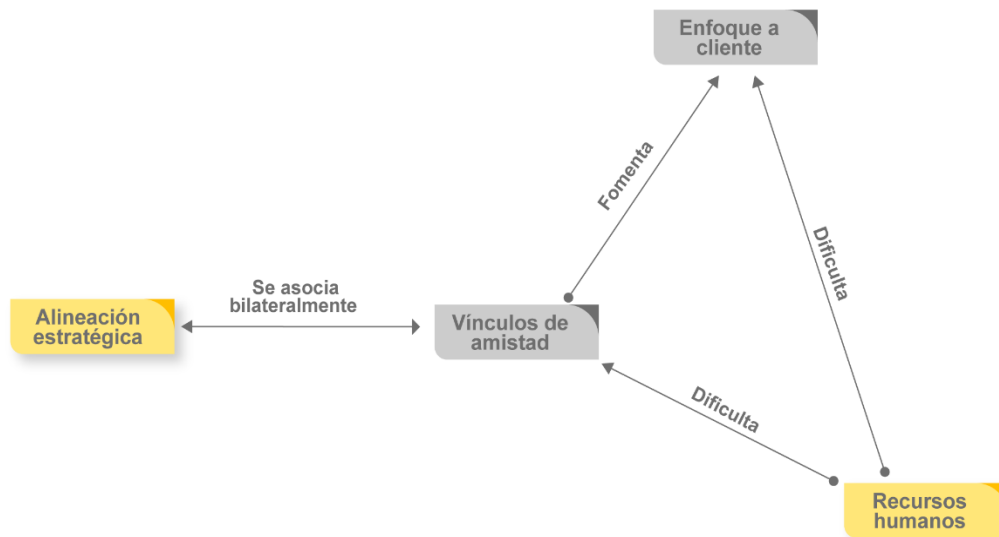 Enfoque a
cliente
Fomenta
Dificulta
Se asocia
bilateralmente
Alineación
estratégica
Vínculos de
amistad
Dificulta
Recursos
humanos